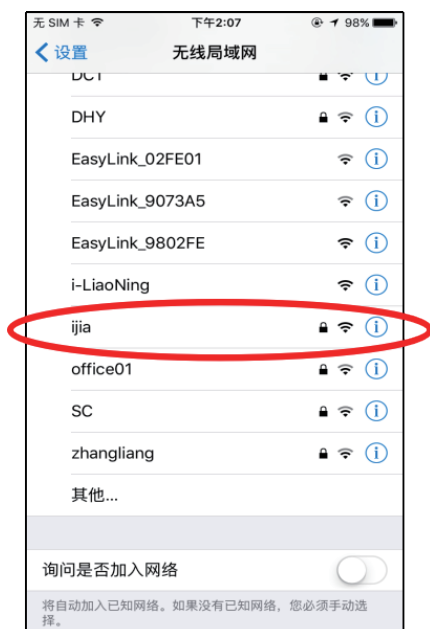 无 SIM 卡 下午2:07 98%
设置 无线局域网
DCT
DHY
EasyLink_02FE01
EasyLink_9073A5
EasyLink_9802FE
i-LiaoNing
ijia
office01
SC
zhangliang
其他...
询问是否加入网络
将自动加入已知网络。如果没有已知网络，您必须手动选
择。